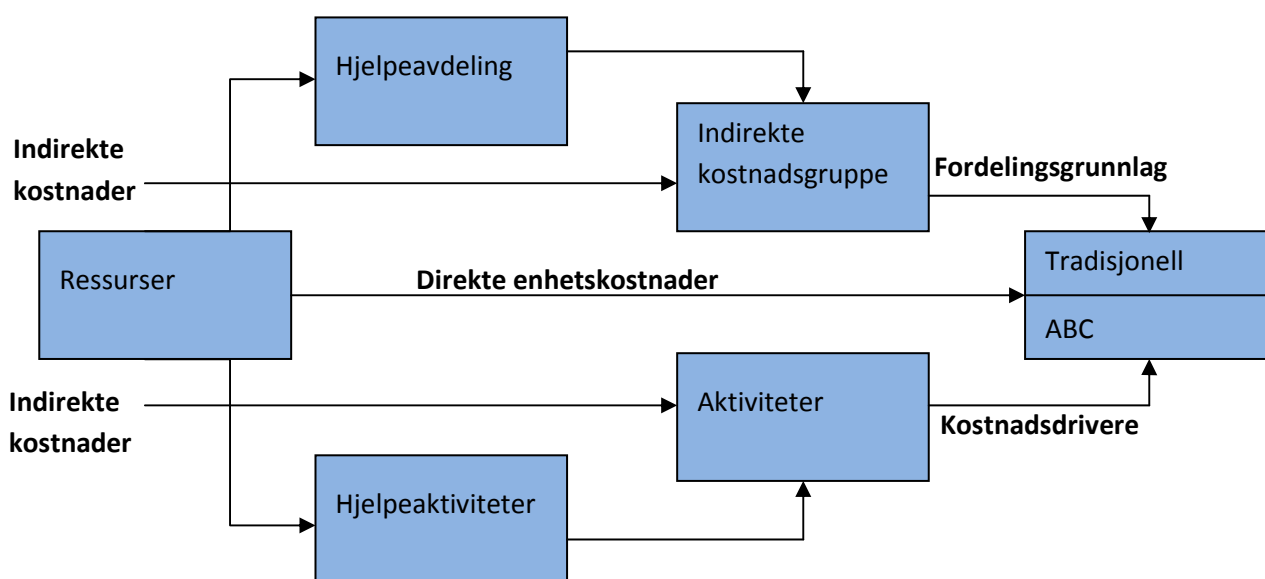 Hjelpeavdeling
Indirekte
kostnadsgruppe
Indirekte
kostnader
Fordelingsgrunnlag
Ressurser
Direkte enhetskostnader
Tradisjonell
ABC
Indirekte
kostnader
Aktiviteter
Kostnadsdrivere
Hjelpeaktiviteter